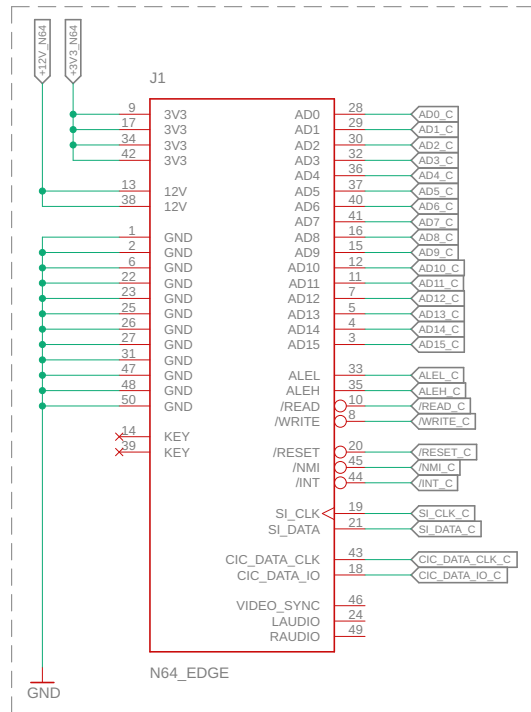 +12V_N64
+3V3_N64
J1
9 3V3 AD0 28 AD0_C
17 3V3 AD1 29 AD1_C
34 3V3 AD2 30 AD2_C
42 3V3 AD3 32 AD3_C
AD4 36 AD4_C
13 12V AD5 37 AD5_C
38 12V AD6 40 AD6_C
AD7 41 AD7_C
1 GND AD8 16 AD8_C
2 GND AD9 15 AD9_C
6 GND AD10 12 AD10_C
22 GND AD11 11 AD11_C
23 GND AD12 7 AD12_C
25 GND AD13 5 AD13_C
26 GND AD14 4 AD14_C
27 GND AD15 3 AD15_C
31 GND
47 GND ALEL 33 ALEL_C
48 GND ALEH 35 ALEH_C
50 GND /READ 10 /READ_C
/WRITE 8 /WRITE_C
14 KEY
39 KEY /RESET 20 /RESET_C
/NMI 45 /NMI_C
/INT 44 /INT_C
SI_CLK 19 SI_CLK_C
SI_DATA 21 SI_DATA_C
CIC_DATA_CLK 43 CIC_DATA_CLK_C
CIC_DATA_IO 18 CIC_DATA_IO_C
VIDEO_SYNC 46
LAUDIO 24
RAUDIO 49
N64_EDGE
GND